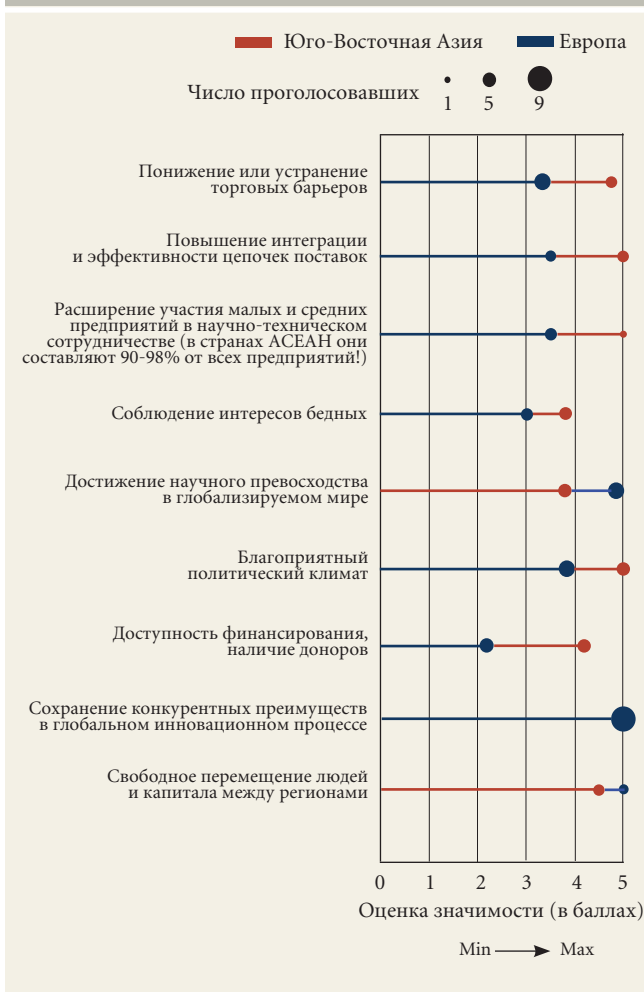 Юго-Восточная Азия Европа
Число проголосовавших
1 5 9
Понижение или устранение
торговых барьеров
Повышение интеграции
и эффективности цепочек поставок
Расширение участия малых и средних
предприятий в научно-техническом
сотрудничестве (в странах АСЕАН они
составляют 90-98% от всех предприятий!)
Соблюдение интересов бедных
Достижение научного превосходства
в глобализируемом мире
Благоприятный
политический климат
Доступность финансирования,
наличие доноров
Сохранение конкурентных преимуществ
в глобальном инновационном процессе
Свободное перемещение людей
и капитала между регионами
0 1 2 3 4 5
Оценка значимости (в баллах)
Min Max